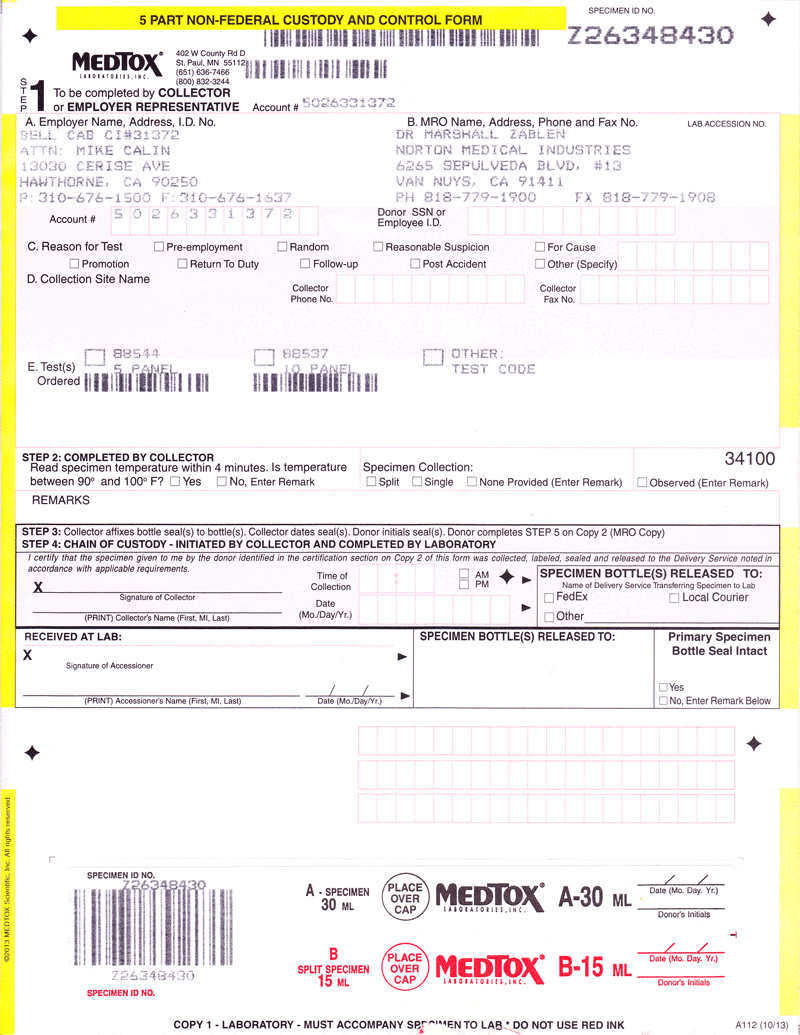 5 PART NON-FEDERAL CUSTODY AND CONTROL FORM
SPECIMEN ID NO.
Z26348430
MEDTOX®
LABORATORIES, INC.
402 W County Rd D
St. Paul, MN 55112
(651) 636-7466
(800) 832-3244
STEP 1 To be completed by COLLECTOR
or EMPLOYER REPRESENTATIVE Account # 5026331372
A. Employer Name, Address, I.D. No.
BELL CAB CI#31372
ATTN: MIKE CALIN
13030 CERISE AVE
HAWTHORNE, CA 90250
P: 310-676-1500 F: 310-676-1637
B. MRO Name, Address, Phone and Fax No.
LAB ACCESSION NO.
DR MARSHALL ZABLEN
NORTON MEDICAL INDUSTRIES
6265 SEPULVEDA BLVD, #13
VAN NUYS, CA 91411
PH 818-779-1900 FX 818-779-1908
Account # 5026331372
Donor SSN or
Employee I.D.
C. Reason for Test Pre-employment Random Reasonable Suspicion For Cause
Promotion Return To Duty Follow-up Post Accident Other (Specify)
D. Collection Site Name
Collector
Phone No.
Collector
Fax No.
E. Test(s)
Ordered
88544
5 PANEL
88537
10 PANEL
OTHER:
TEST CODE
34100
STEP 2: COMPLETED BY COLLECTOR
Read specimen temperature within 4 minutes. Is temperature
between 90° and 100° F? Yes No, Enter Remark
Specimen Collection:
Split Single None Provided (Enter Remark) Observed (Enter Remark)
REMARKS
STEP 3: Collector affixes bottle seal(s) to bottle(s). Collector dates seal(s). Donor initials seal(s). Donor completes STEP 5 on Copy 2 (MRO Copy)
STEP 4: CHAIN OF CUSTODY - INITIATED BY COLLECTOR AND COMPLETED BY LABORATORY
I certify that the specimen given to me by the donor identified in the certification section on Copy 2 of this form was collected, labeled, sealed and released to the Delivery Service noted in
accordance with applicable requirements.
X
Signature of Collector
(PRINT) Collector's Name (First, MI, Last)
Time of
Collection
AM
PM
Date
(Mo./Day/Yr.)
SPECIMEN BOTTLE(S) RELEASED TO:
Name of Delivery Service Transferring Specimen to Lab
FedEx Local Courier
Other
RECEIVED AT LAB:
X
Signature of Accessioner
(PRINT) Accessioner's Name (First, MI, Last)
/ /
Date (Mo./Day/Yr.)
SPECIMEN BOTTLE(S) RELEASED TO:
Primary Specimen
Bottle Seal Intact
Yes
No, Enter Remark Below
©2013 MEDTOX Scientific, Inc. All rights reserved.
SPECIMEN ID NO.
Z26348430
Z26348430
SPECIMEN ID NO.
A - SPECIMEN
30 ML
PLACE
OVER
CAP
MEDTOX®
LABORATORIES, INC.
A-30 ML
/ /
Date (Mo. Day. Yr.)
Donor's Initials
B
SPLIT SPECIMEN
15 ML
PLACE
OVER
CAP
MEDTOX®
LABORATORIES, INC.
B-15 ML
/ /
Date (Mo. Day. Yr.)
Donor's Initials
COPY 1 - LABORATORY - MUST ACCOMPANY SPECIMEN TO LAB * DO NOT USE RED INK
A112 (10/13)